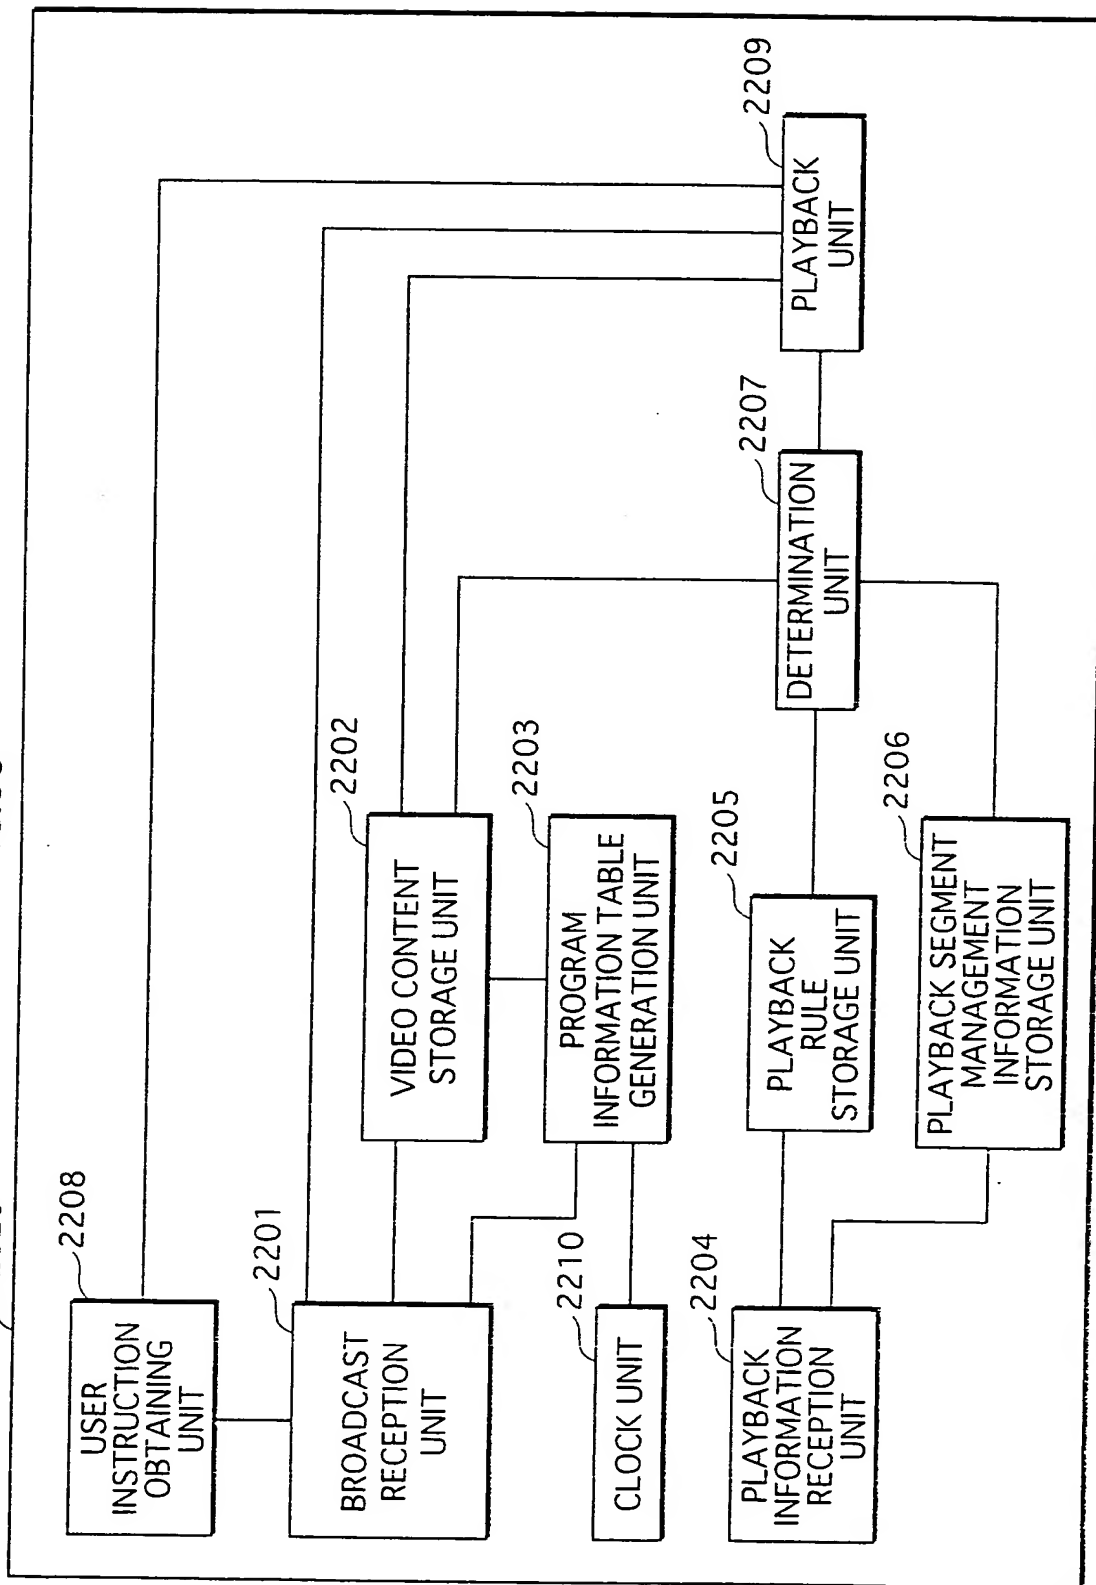 2208
USER
INSTRUCTION
OBTAINING
UNIT
2201
BROADCAST
RECEPTION
UNIT
2210
CLOCK UNIT
2204
PLAYBACK
INFORMATION
RECEPTION
UNIT
2202
VIDEO CONTENT
STORAGE UNIT
2203
PROGRAM
INFORMATION TABLE
GENERATION UNIT
2205
PLAYBACK
RULE
STORAGE UNIT
2206
PLAYBACK SEGMENT
MANAGEMENT
INFORMATION
STORAGE UNIT
2207
DETERMINATION
UNIT
2209
PLAYBACK
UNIT